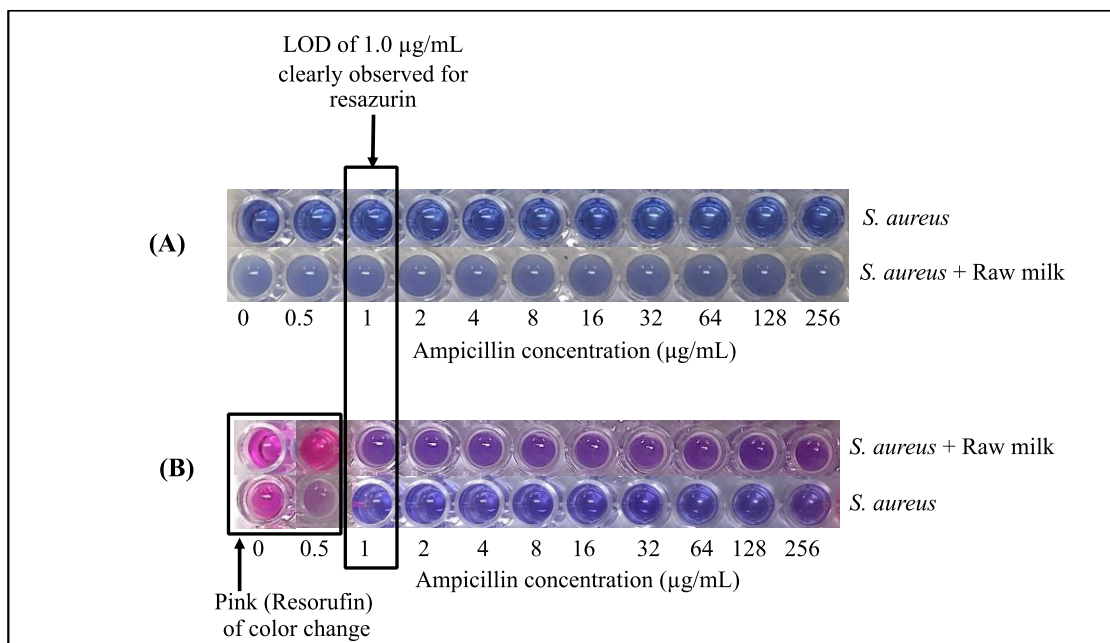 LOD of 1.0 µg/mL
clearly observed for
resazurin
(A)
S. aureus
S. aureus + Raw milk
0 0.5 1 2 4 8 16 32 64 128 256
Ampicillin concentration (µg/mL)
(B)
S. aureus + Raw milk
S. aureus
0 0.5 1 2 4 8 16 32 64 128 256
Ampicillin concentration (µg/mL)
Pink (Resorufin)
of color change